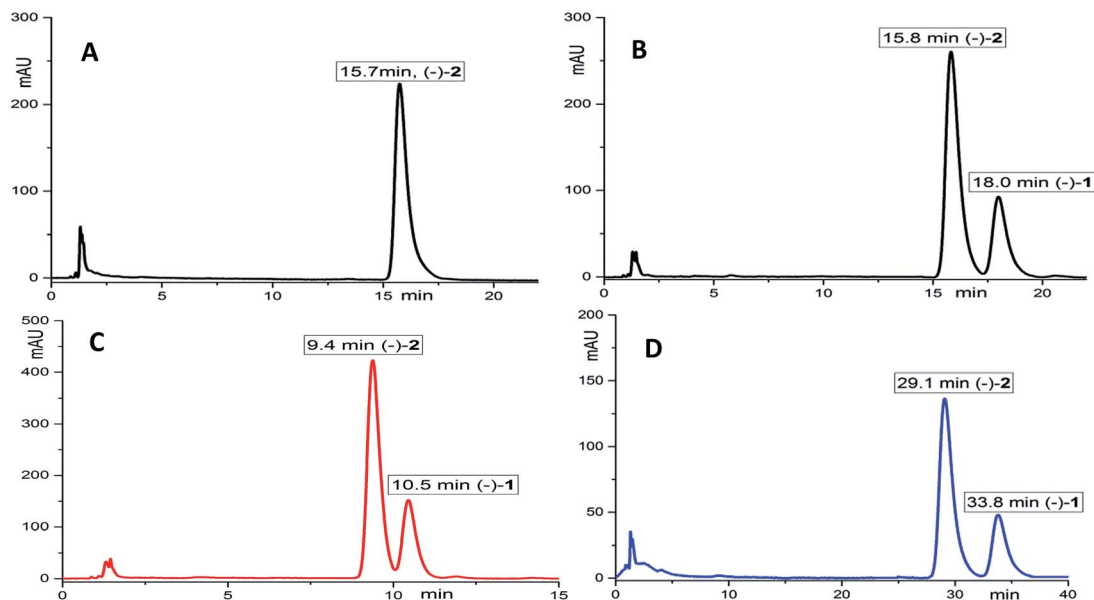 A
300
200
100
0
mAU
15.7min, (-)-2
0
5
10
15
min
20
B
300
200
100
0
mAU
15.8 min (-)-2
18.0 min (-)-1
0
5
10
15
min
20
C
500
400
300
200
100
0
mAU
9.4 min (-)-2
10.5 min (-)-1
0
5
10
min
15
D
200
150
100
50
0
mAU
29.1 min (-)-2
33.8 min (-)-1
0
10
20
30
min
40